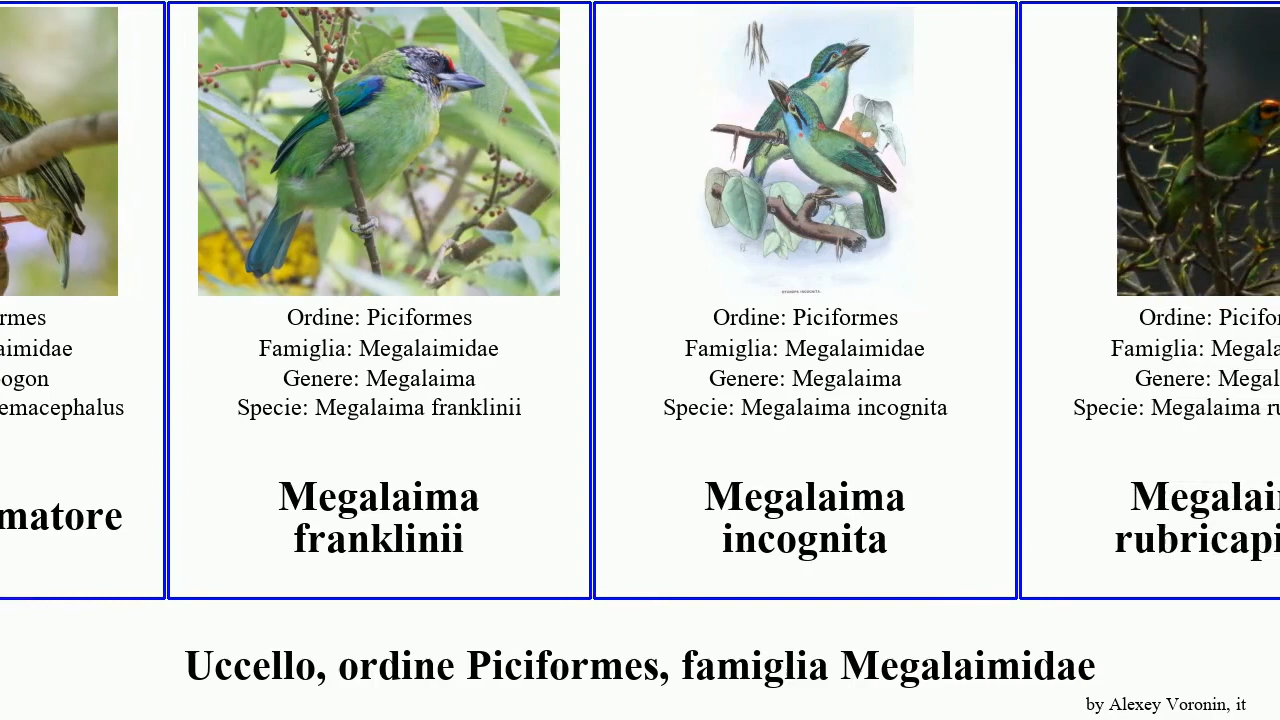 rmes
aimidae
ogon
emacephalus
matore
Ordine: Piciformes
Famiglia: Megalaimidae
Genere: Megalaima
Specie: Megalaima franklinii
Megalaima
franklinii
Ordine: Piciformes
Famiglia: Megalaimidae
Genere: Megalaima
Specie: Megalaima incognita
Megalaima
incognita
Ordine: Picifor
Famiglia: Megala
Genere: Megal
Specie: Megalaima ru
Megalai
rubricapi
Uccello, ordine Piciformes, famiglia Megalaimidae
by Alexey Voronin, it